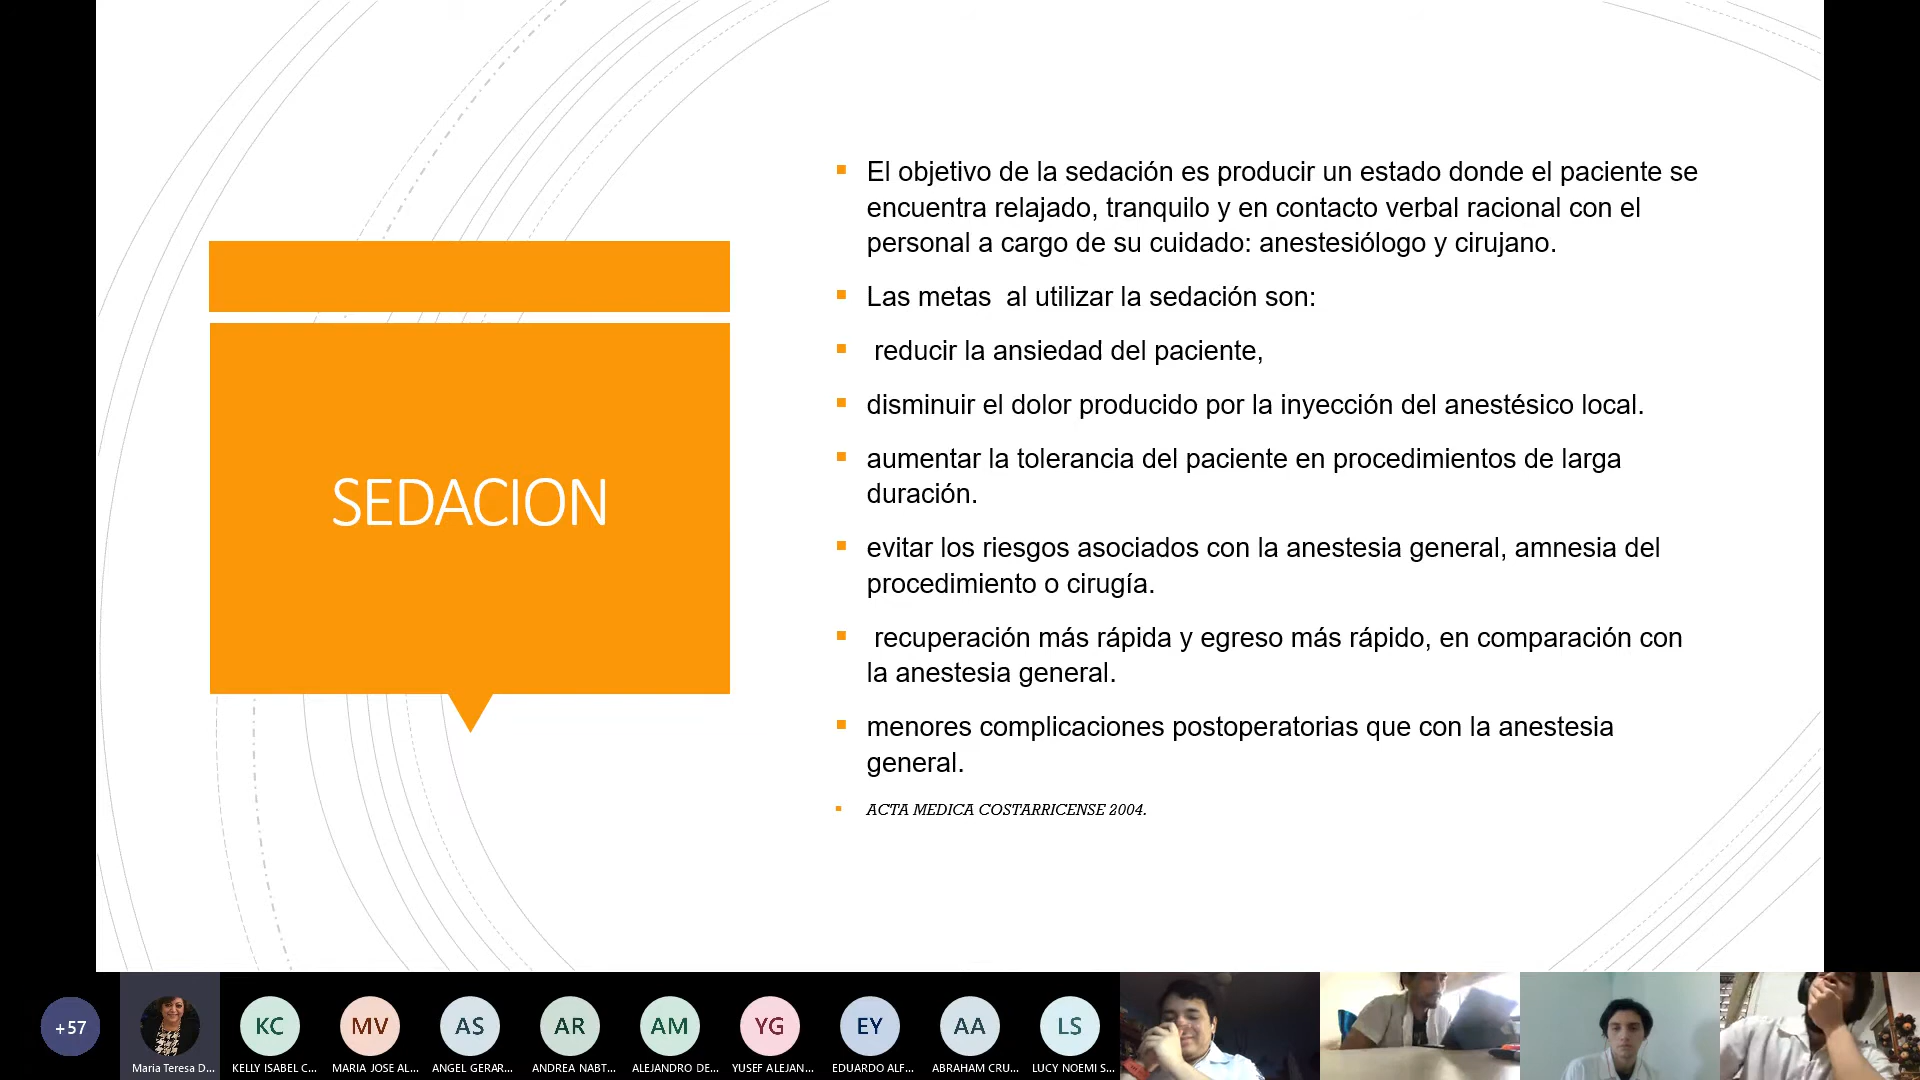 SEDACION
El objetivo de la sedación es producir un estado donde el paciente se
encuentra relajado, tranquilo y en contacto verbal racional con el
personal a cargo de su cuidado: anestesiólogo y cirujano.
Las metas  al utilizar la sedación son:
reducir la ansiedad del paciente,
disminuir el dolor producido por la inyección del anestésico local.
aumentar la tolerancia del paciente en procedimientos de larga
duración.
evitar los riesgos asociados con la anestesia general, amnesia del
procedimiento o cirugía.
recuperación más rápida y egreso más rápido, en comparación con
la anestesia general.
menores complicaciones postoperatorias que con la anestesia
general.
ACTA MEDICA COSTARRICENSE 2004.
+57
KC
MV
AS
AR
AM
YG
EY
AA
LS
Maria Teresa D...
KELLY ISABEL C...
MARIA JOSE AL...
ANGEL GERAR...
ANDREA NABT...
ALEJANDRO DE...
YUSEF ALEJAN...
EDUARDO ALF...
ABRAHAM CRU...
LUCY NOEMI S...